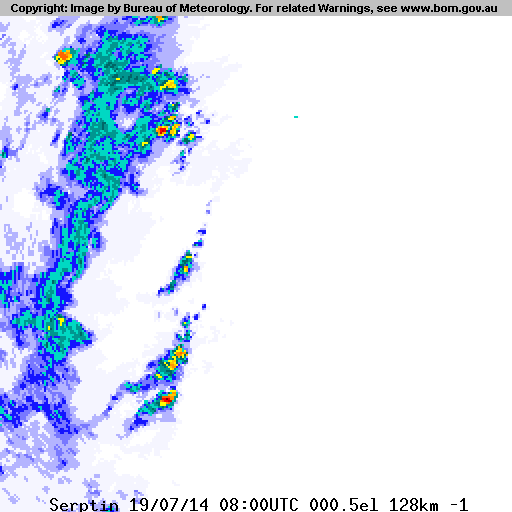 Copyright: Image by Bureau of Meteorology. For related Warnings, see www.bom.gov.au
Serptin 19/07/14 08:00UTC 000.5el 128km -1